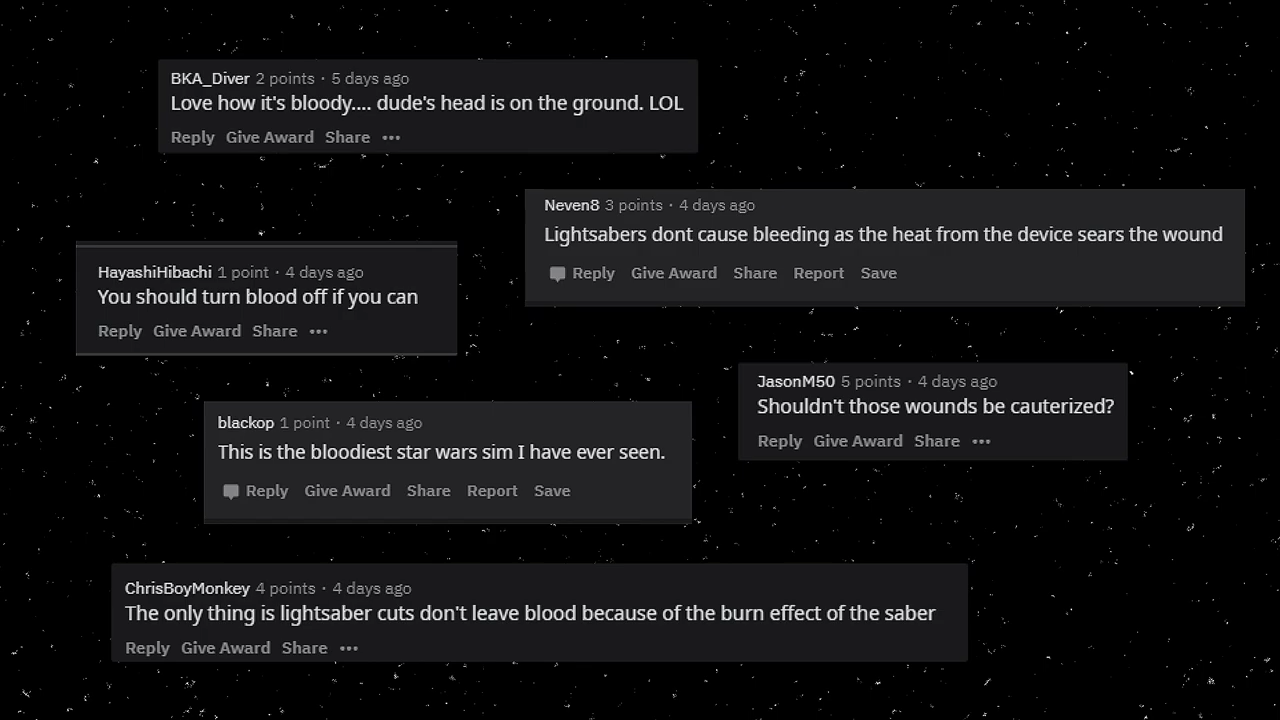 BKA_Diver 2 points · 5 days ago
Love how it's bloody.... dude's head is on the ground. LOL
Reply Give Award Share •••
Neven8 3 points · 4 days ago
Lightsabers dont cause bleeding as the heat from the device sears the wound
Reply Give Award Share Report Save
HayashiHibachi 1 point · 4 days ago
You should turn blood off if you can
Reply Give Award Share •••
JasonM50 5 points · 4 days ago
Shouldn't those wounds be cauterized?
Reply Give Award Share •••
blackop 1 point · 4 days ago
This is the bloodiest star wars sim I have ever seen.
Reply Give Award Share Report Save
ChrisBoyMonkey 4 points · 4 days ago
The only thing is lightsaber cuts don't leave blood because of the burn effect of the saber
Reply Give Award Share •••